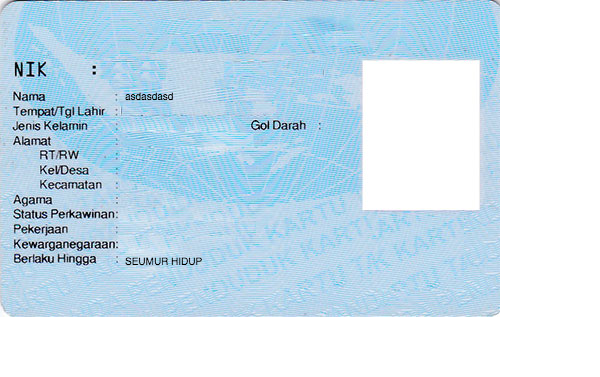 NIK :
Nama : asdasdasd
Tempat/Tgl Lahir :
Jenis Kelamin : Gol Darah :
Alamat :
RT/RW :
Kel/Desa :
Kecamatan :
Agama :
Status Perkawinan:
Pekerjaan :
Kewarganegaraan:
Berlaku Hingga : SEUMUR HIDUP